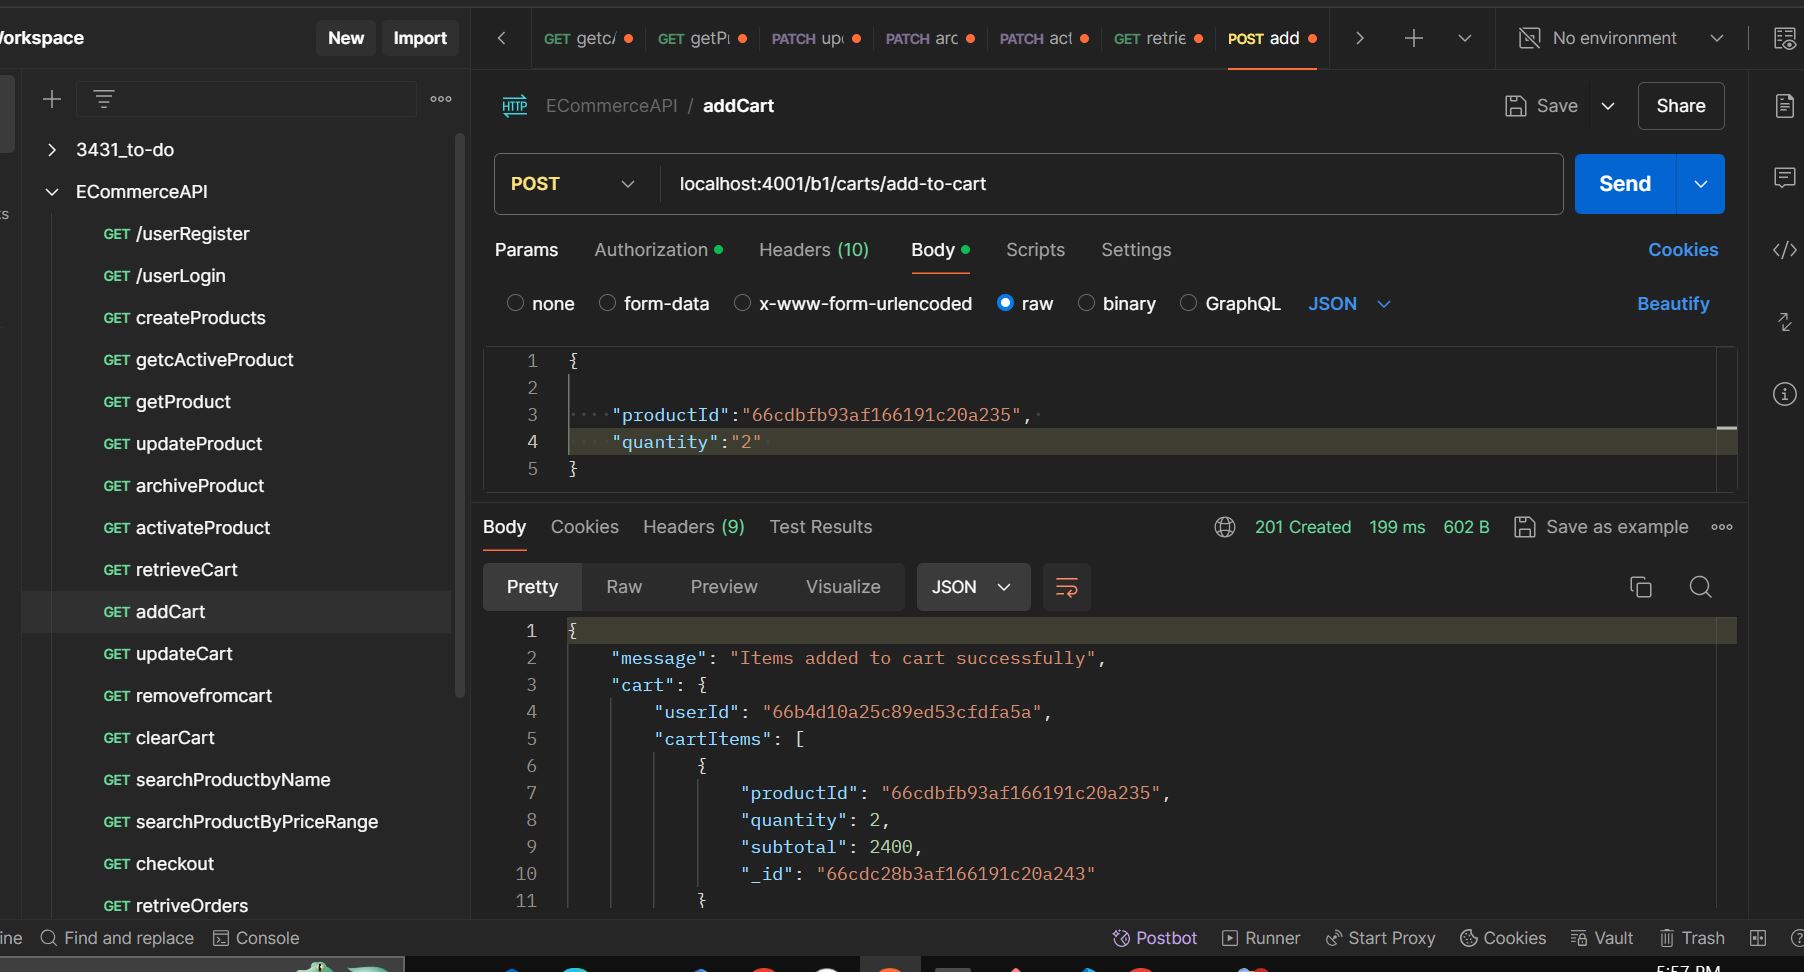 orkspace
New
Import
GET getc
GET getP
PATCH up
PATCH arc
PATCH act
GET retrie
POST add
No environment
3431_to-do
ECommerceAPI
GET /userRegister
GET /userLogin
GET createProducts
GET getcActiveProduct
GET getProduct
GET updateProduct
GET archiveProduct
GET activateProduct
GET retrieveCart
GET addCart
GET updateCart
GET removefromcart
GET clearCart
GET searchProductbyName
GET searchProductByPriceRange
GET checkout
GET retriveOrders
HTTP ECommerceAPI / addCart
Save
Share
POST
localhost:4001/b1/carts/add-to-cart
Send
Params
Authorization
Headers (10)
Body
Scripts
Settings
Cookies
none
form-data
x-www-form-urlencoded
raw
binary
GraphQL
JSON
Beautify
1 {
2
3 "productId":"66cdbfb93af166191c20a235",
4 "quantity":"2"
5 }
Body
Cookies
Headers (9)
Test Results
201 Created
199 ms
602 B
Save as example
Pretty
Raw
Preview
Visualize
JSON
1 {
2 "message": "Items added to cart successfully",
3 "cart": {
4 "userId": "66b4d10a25c89ed53cfdfa5a",
5 "cartItems": [
6 {
7 "productId": "66cdbfb93af166191c20a235",
8 "quantity": 2,
9 "subtotal": 2400,
10 "_id": "66cdc28b3af166191c20a243"
11 }
ine
Find and replace
Console
Postbot
Runner
Start Proxy
Cookies
Vault
Trash
5:57 PM